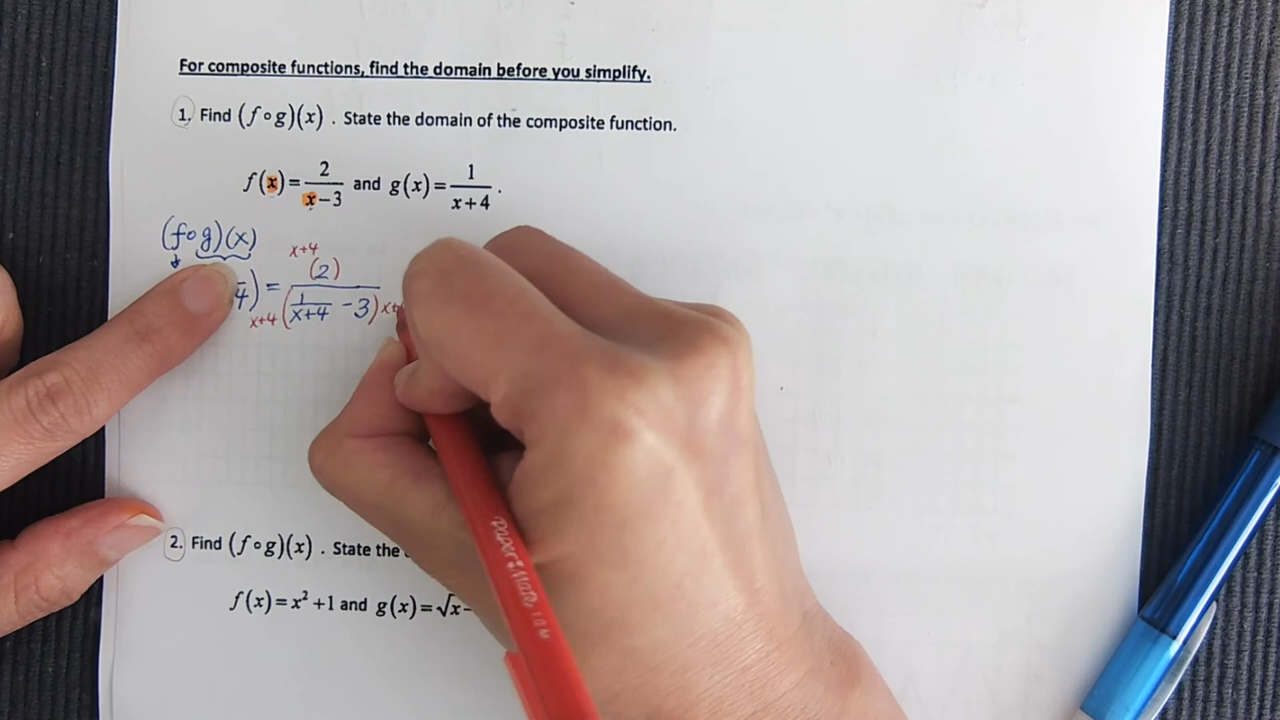 For composite functions, find the domain before you simplify.
1. Find (f∘g)(x) . State the domain of the composite function.
f(x)= 2/(x−3) and g(x)= 1/(x+4) .
(f∘g)(x)
x+4
(2)
4) = 
x+4 (1/(x+4) −3) x+
2. Find (f∘g)(x) . State the
f(x)=x²+1 and g(x)=√x−
Paper:Mate 1.0 M